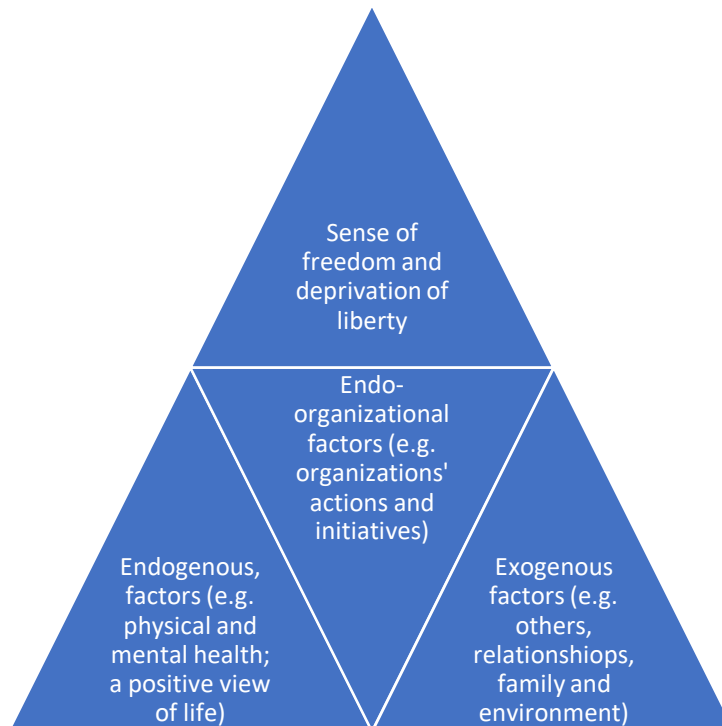 Sense of
freedom and
deprivation of
liberty
Endo-
organizational
factors (e.g.
organizations'
actions and
initiatives)
Endogenous,
factors (e.g.
physical and
mental health;
a positive view
of life)
Exogenous
factors (e.g.
others,
relationshiops,
family and
environment)